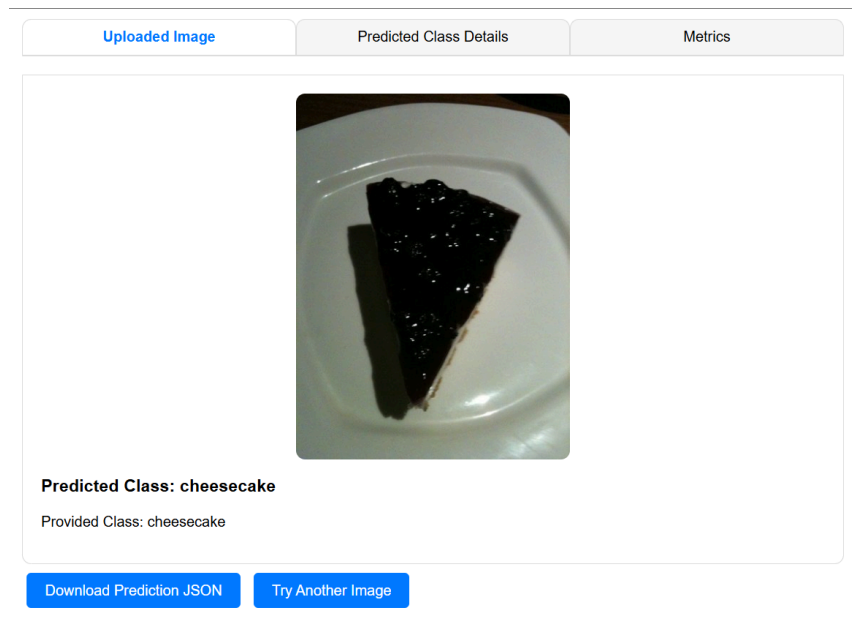 Uploaded Image
Predicted Class Details
Metrics
Predicted Class: cheesecake
Provided Class: cheesecake
Download Prediction JSON
Try Another Image